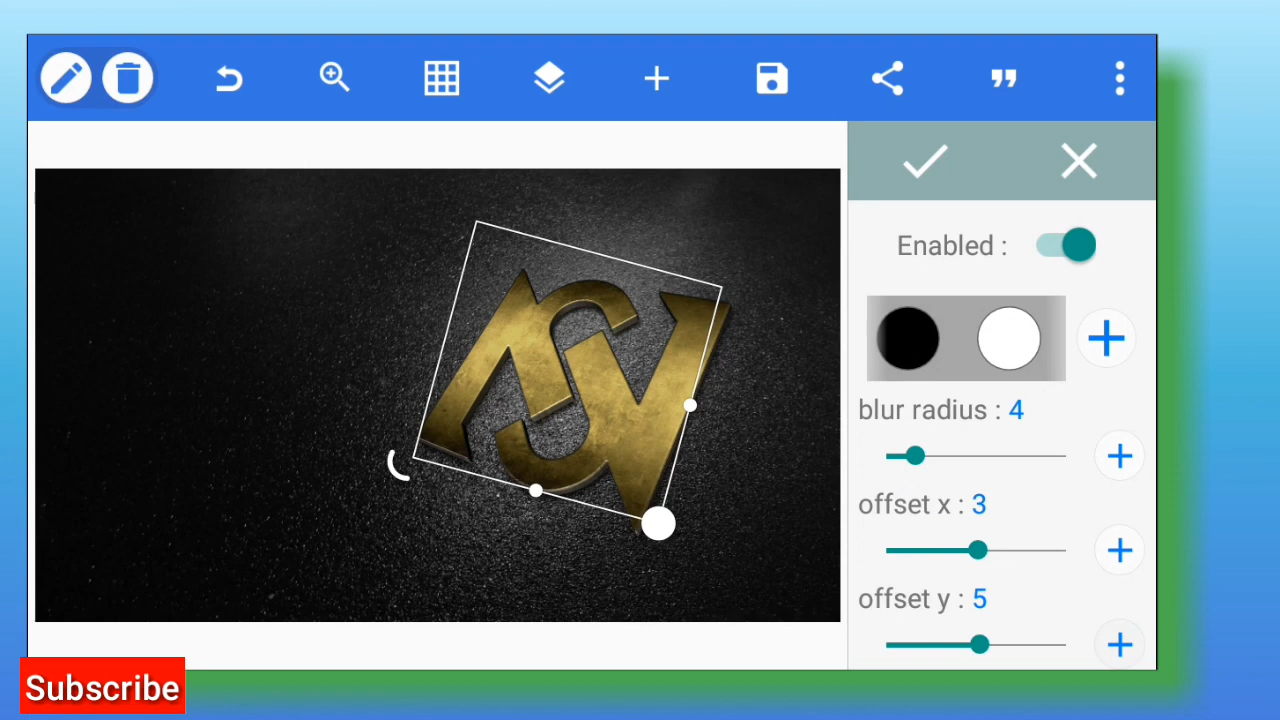 Enabled :
blur radius : 4
offset x : 3
offset y : 5
Subscribe